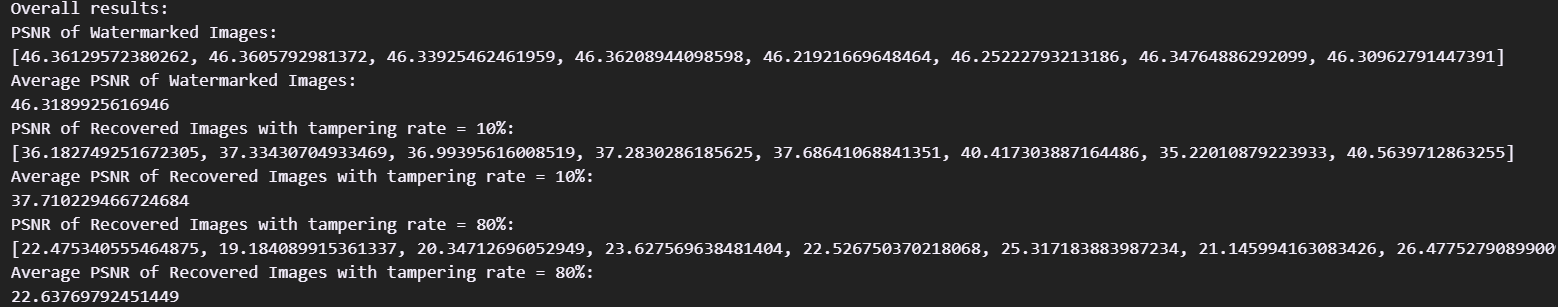 Overall results:
PSNR of Watermarked Images:
[46.36129572380262, 46.3605792981372, 46.33925462461959, 46.36208944098598, 46.21921669648464, 46.25222793213186, 46.34764886292099, 46.30962791447391]
Average PSNR of Watermarked Images:
46.3189925616946
PSNR of Recovered Images with tampering rate = 10%:
[36.182749251672305, 37.33430704933469, 36.99395616008519, 37.2830286185625, 37.68641068841351, 40.417303887164486, 35.22010879223933, 40.5639712863255]
Average PSNR of Recovered Images with tampering rate = 10%:
37.710229466724684
PSNR of Recovered Images with tampering rate = 80%:
[22.475340555464875, 19.184089915361337, 20.34712696052949, 23.627569638481404, 22.526750370218068, 25.317183883987234, 21.145994163083426, 26.4775279089900
Average PSNR of Recovered Images with tampering rate = 80%:
22.63769792451449